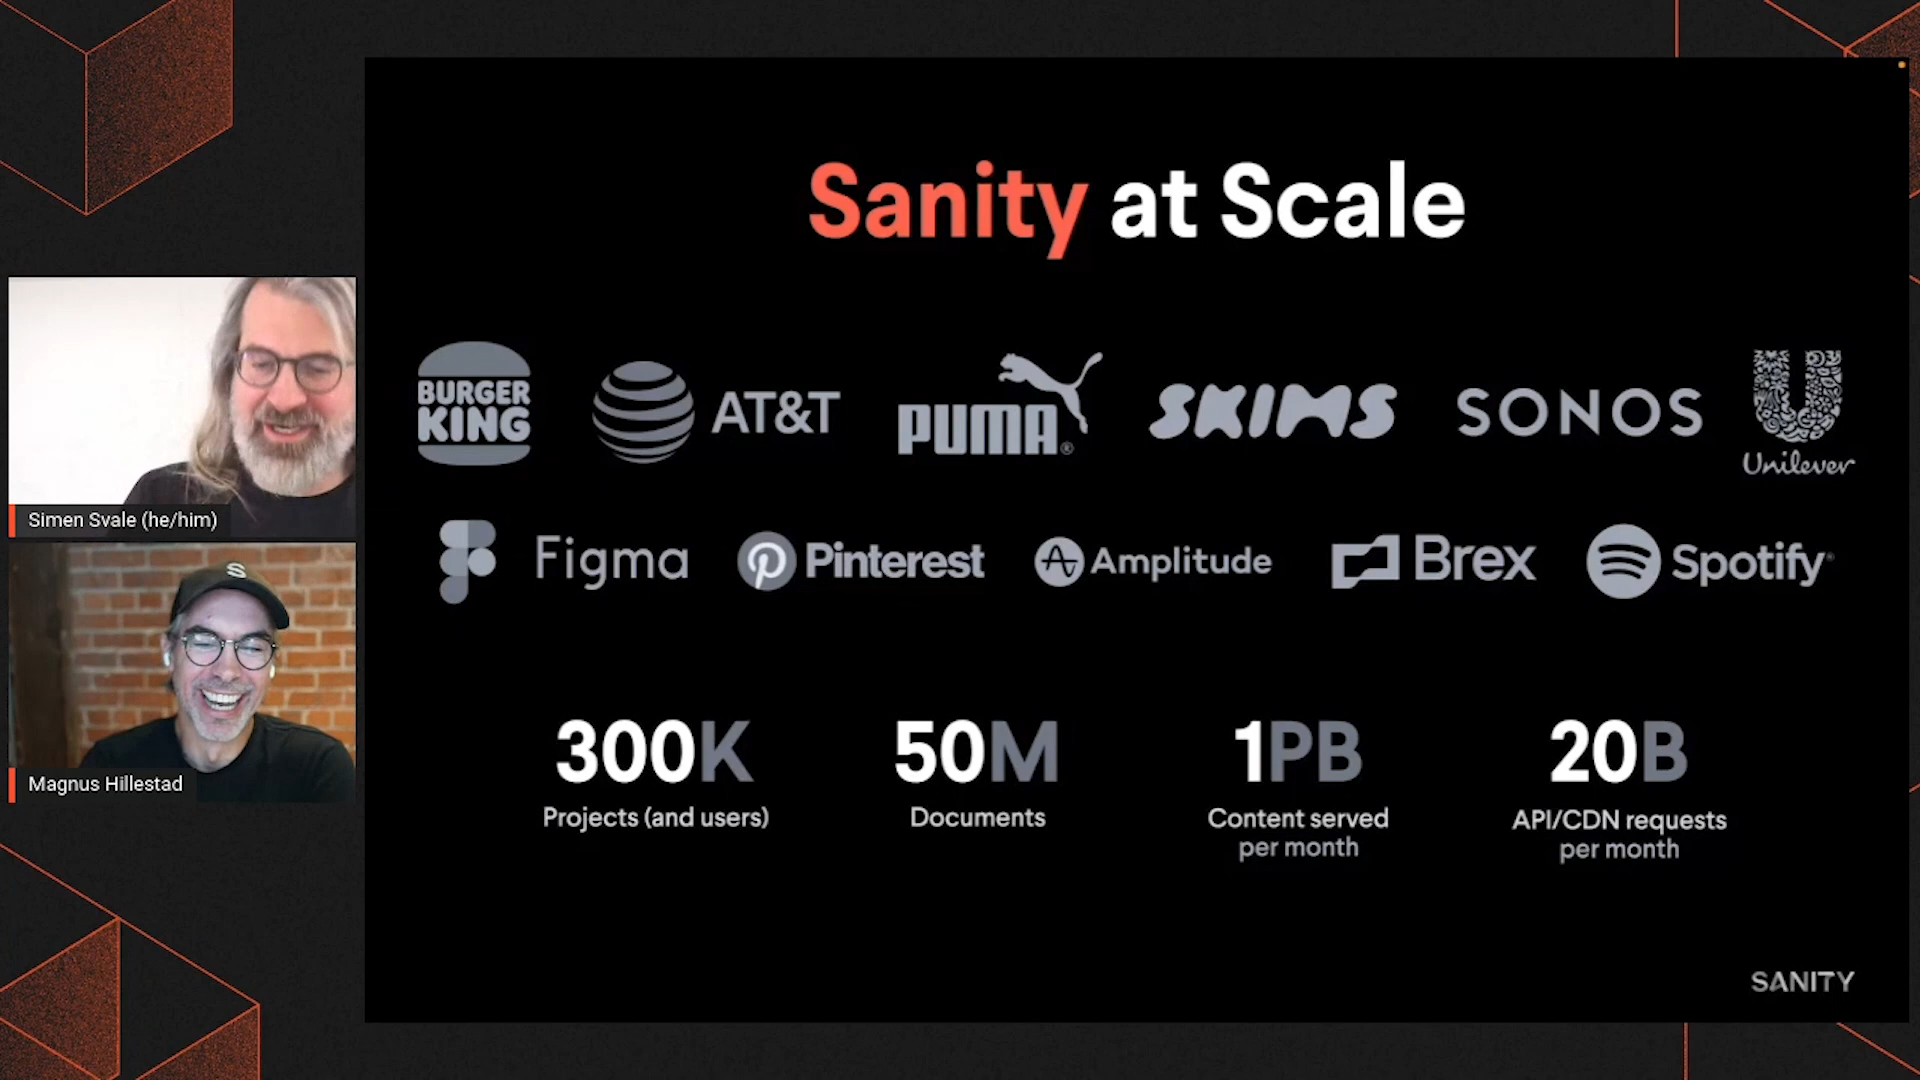 Sanity at Scale
BURGER
KING
AT&T
PUMA®
SKIMS
SONOS
Unilever
Figma
Pinterest
Amplitude
Brex
Spotify®
300K
Projects (and users)
50M
Documents
1PB
Content served
per month
20B
API/CDN requests
per month
SANITY
Simen Svale (he/him)
S
Magnus Hillestad